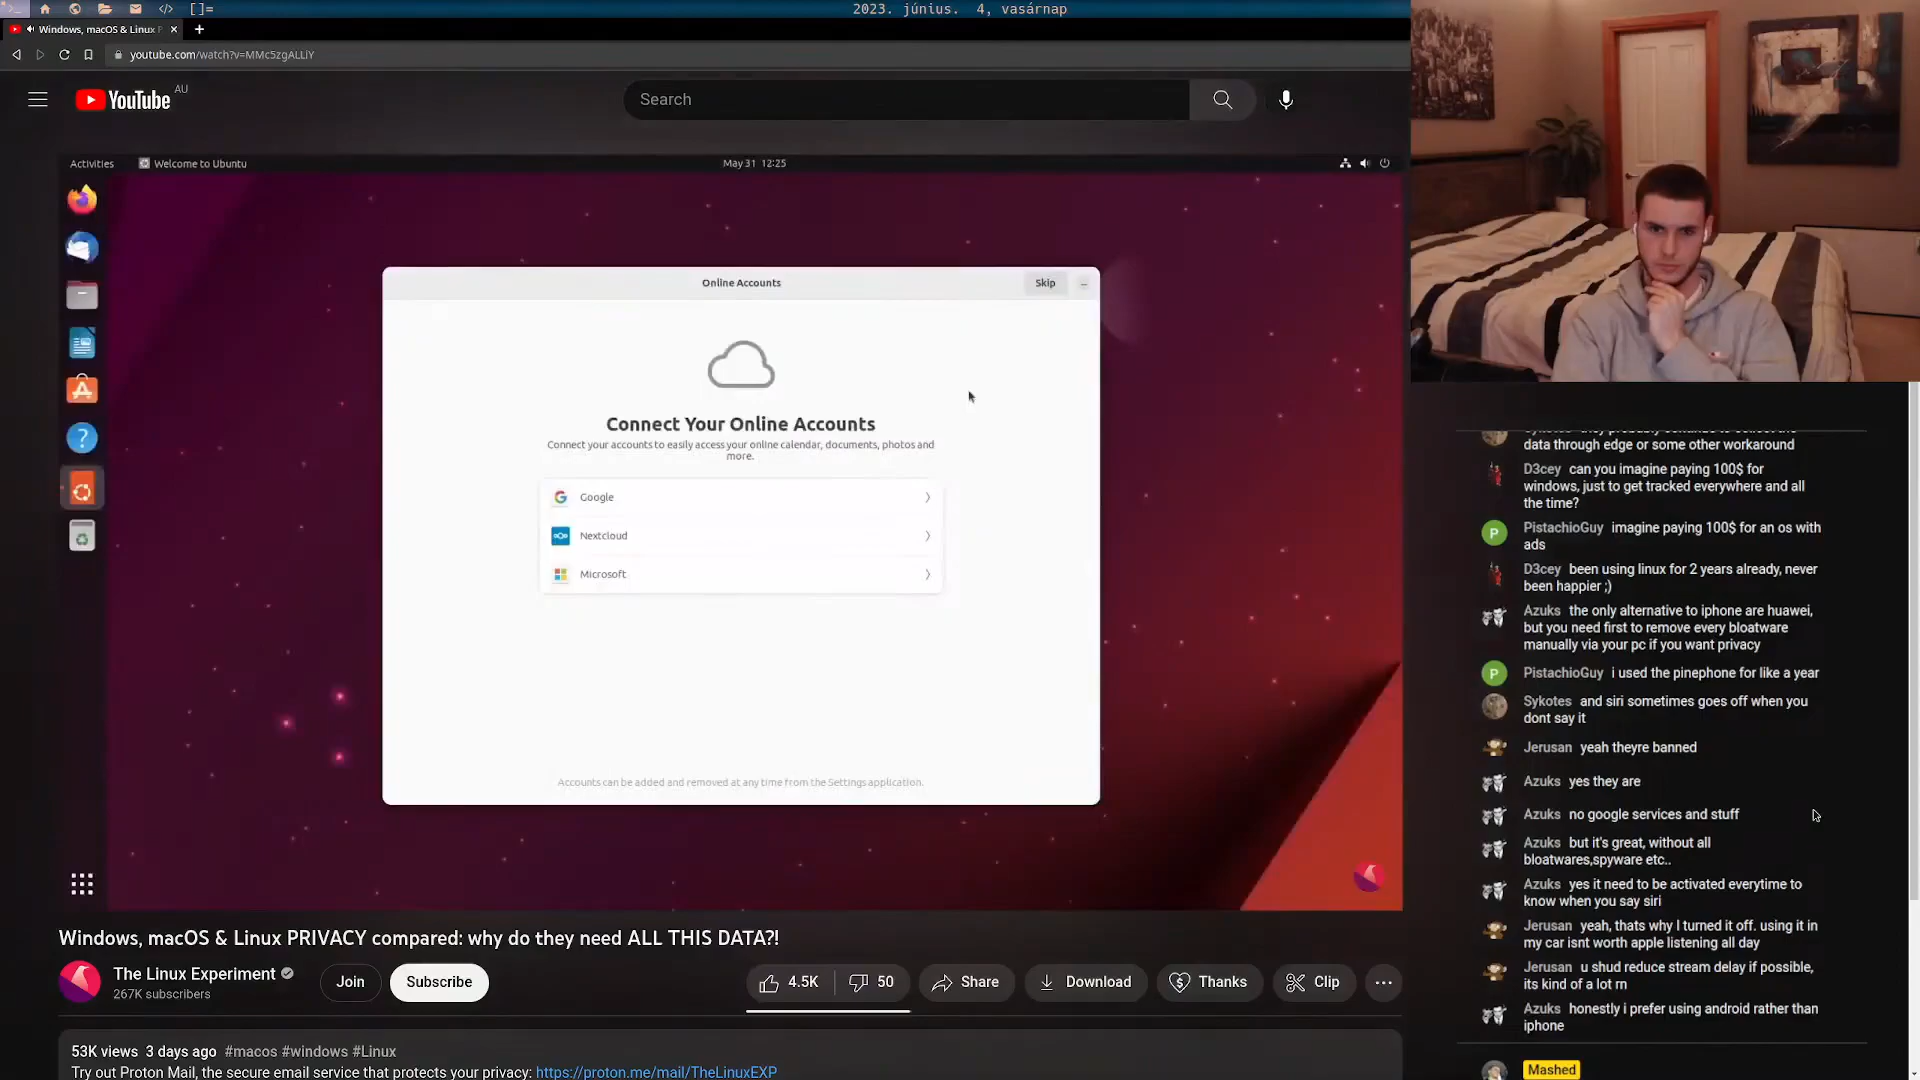 2023. június. 4, vasárnap
Windows, macOS & Linux P
youtube.com/watch?v=MMc5zgALLiY
YouTube
AU
Search
Activities
Welcome to Ubuntu
May 31 12:25
Online Accounts
Skip
Connect Your Online Accounts
Connect your accounts to easily access your online calendar, documents, photos and
more.
Google
Nextcloud
Microsoft
Accounts can be added and removed at any time from the Settings application.
Windows, macOS & Linux PRIVACY compared: why do they need ALL THIS DATA?!
The Linux Experiment
267K subscribers
Join
Subscribe
4.5K
50
Share
Download
Thanks
Clip
53K views 3 days ago #macos #windows #Linux
Try out Proton Mail, the secure email service that protects your privacy: https://proton.me/mail/TheLinuxEXP
data through edge or some other workaround
D3cey can you imagine paying 100$ for
windows, just to get tracked everywhere and all
the time?
PistachioGuy imagine paying 100$ for an os with
ads
D3cey been using linux for 2 years already, never
been happier ;)
Azuks the only alternative to iphone are huawei,
but you need first to remove every bloatware
manually via your pc if you want privacy
PistachioGuy i used the pinephone for like a year
Sykotes and siri sometimes goes off when you
dont say it
Jerusan yeah theyre banned
Azuks yes they are
Azuks no google services and stuff
Azuks but it's great, without all
bloatwares,spyware etc..
Azuks yes it need to be activated everytime to
know when you say siri
Jerusan yeah, thats why I turned it off. using it in
my car isnt worth apple listening all day
Jerusan u shud reduce stream delay if possible,
its kind of a lot rn
Azuks honestly i prefer using android rather than
iphone
Mashed